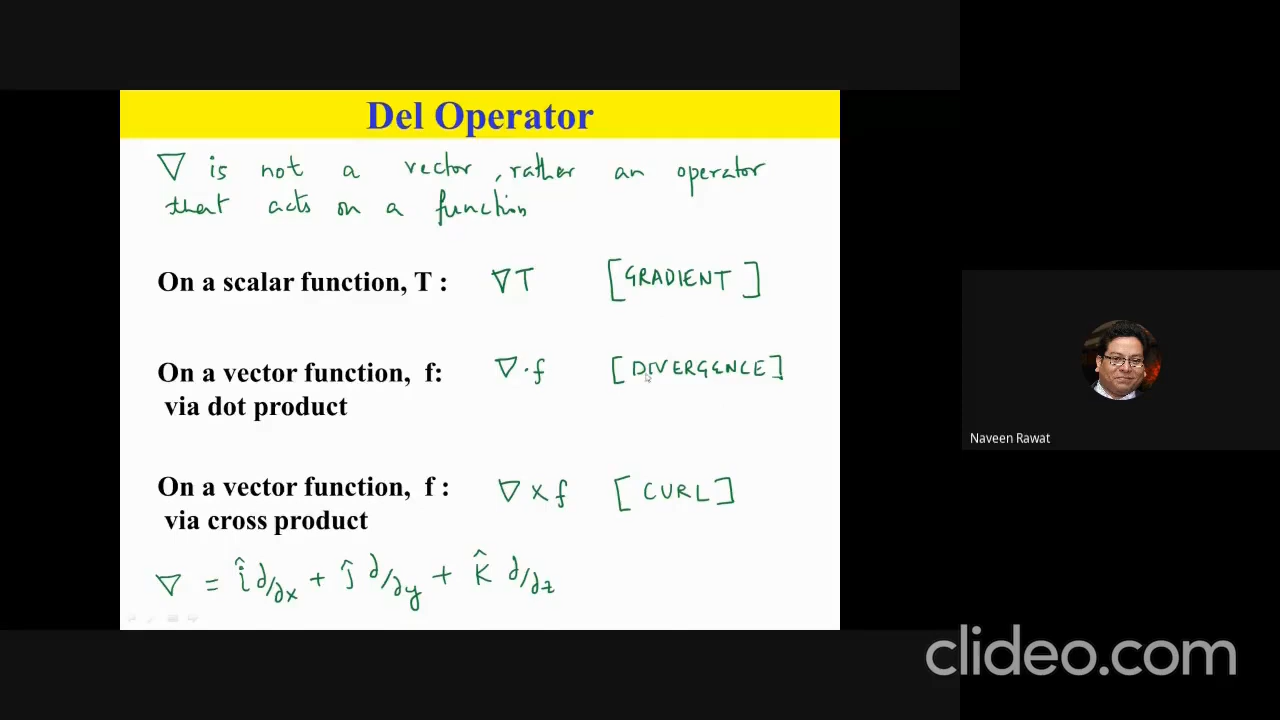 Del Operator
∇ is not a vector, rather an operator
that acts on a function
On a scalar function, T : ∇T [GRADIENT]
On a vector function, f: ∇·f [DIVERGENCE]
via dot product
On a vector function, f : ∇ x f [CURL]
via cross product
∇ = î ∂/∂x + ĵ ∂/∂y + k̂ ∂/∂z
Naveen Rawat
clideo.com